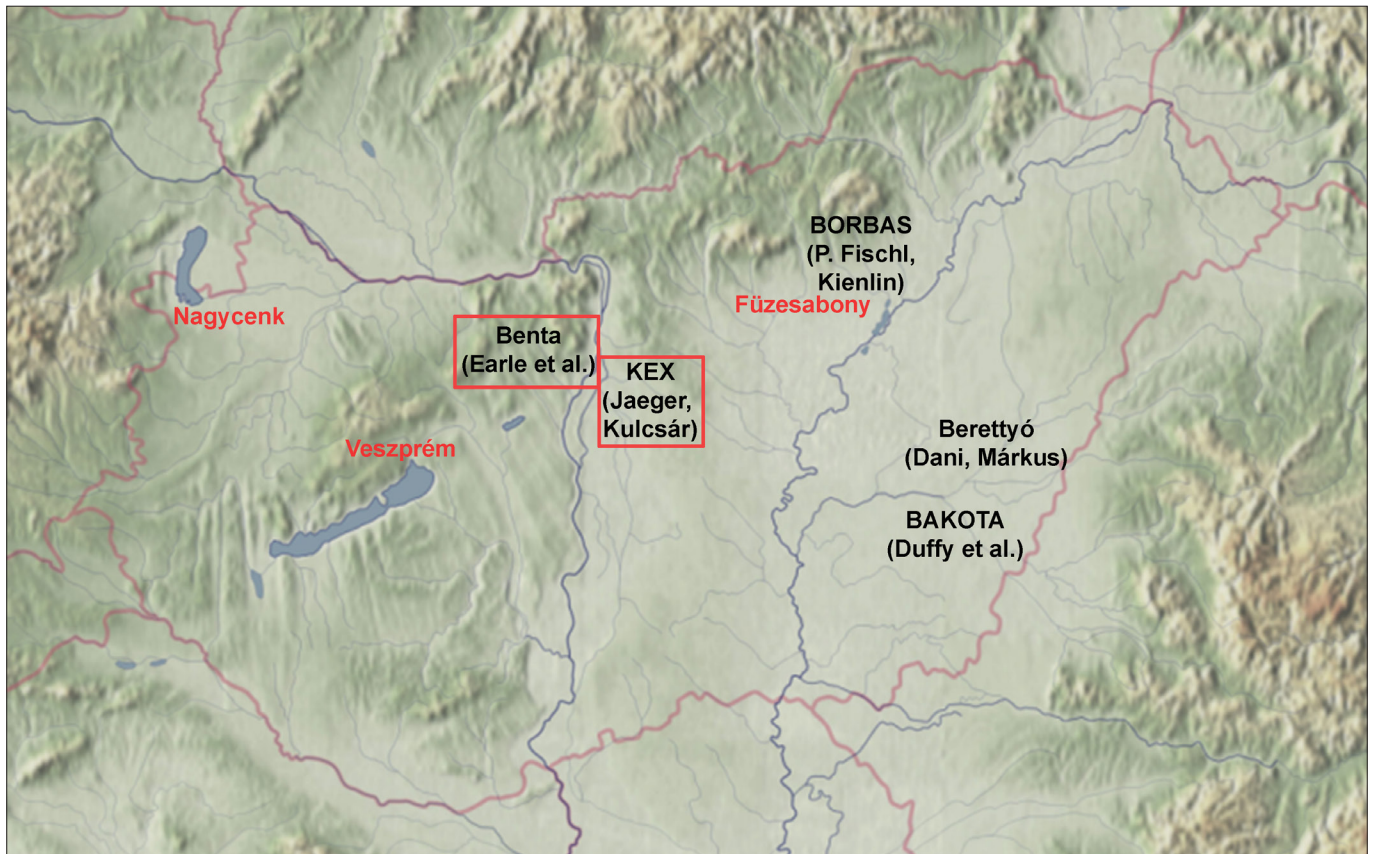 BORBAS
(P. Fischl,
Kienlin)
Füzesabony
Nagycenk
Benta
(Earle et al.)
KEX
(Jaeger,
Kulcsár)
Veszprém
Berettyó
(Dani, Márkus)
BAKOTA
(Duffy et al.)